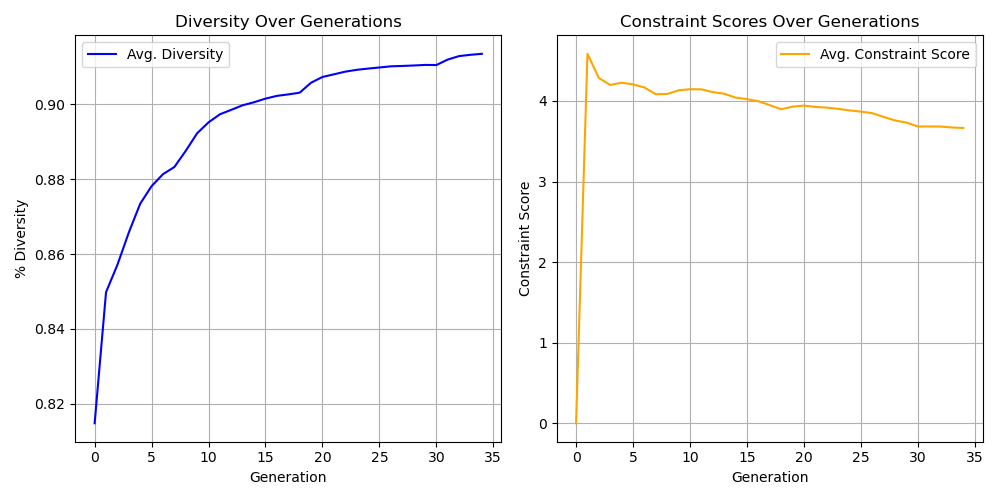 Diversity Over Generations
Avg. Diversity
% Diversity
0.90
0.88
0.86
0.84
0.82
0 5 10 15 20 25 30 35
Generation
Constraint Scores Over Generations
Avg. Constraint Score
Constraint Score
4
3
2
1
0
0 5 10 15 20 25 30 35
Generation